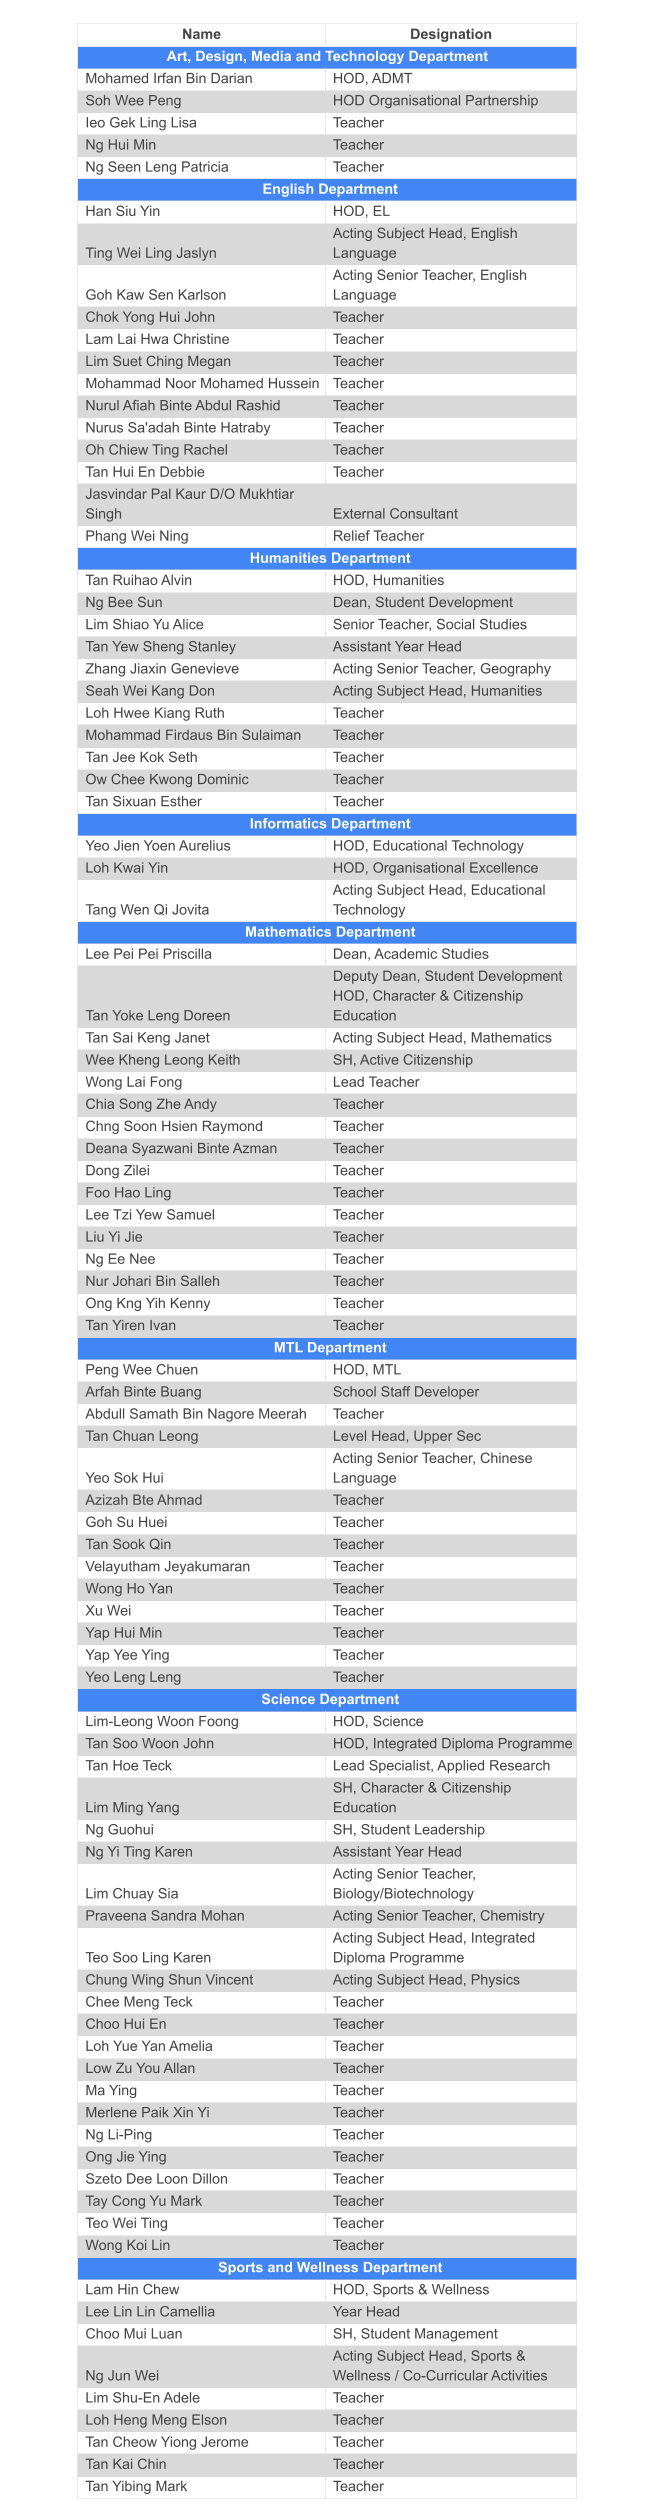 Name Designation
Art, Design, Media and Technology Department
Mohamed Irfan Bin Darian HOD, ADMT
Soh Wee Peng HOD Organisational Partnership
Ieo Gek Ling Lisa Teacher
Ng Hui Min Teacher
Ng Seen Leng Patricia Teacher
English Department
Han Siu Yin HOD, EL
Acting Subject Head, English
Ting Wei Ling Jaslyn Language
Acting Senior Teacher, English
Goh Kaw Sen Karlson Language
Chok Yong Hui John Teacher
Lam Lai Hwa Christine Teacher
Lim Suet Ching Megan Teacher
Mohammad Noor Mohamed Hussein Teacher
Nurul Afiah Binte Abdul Rashid Teacher
Nurus Sa'adah Binte Hatraby Teacher
Oh Chiew Ting Rachel Teacher
Tan Hui En Debbie Teacher
Jasvindar Pal Kaur D/O Mukhtiar
Singh External Consultant
Phang Wei Ning Relief Teacher
Humanities Department
Tan Ruihao Alvin HOD, Humanities
Ng Bee Sun Dean, Student Development
Lim Shiao Yu Alice Senior Teacher, Social Studies
Tan Yew Sheng Stanley Assistant Year Head
Zhang Jiaxin Genevieve Acting Senior Teacher, Geography
Seah Wei Kang Don Acting Subject Head, Humanities
Loh Hwee Kiang Ruth Teacher
Mohammad Firdaus Bin Sulaiman Teacher
Tan Jee Kok Seth Teacher
Ow Chee Kwong Dominic Teacher
Tan Sixuan Esther Teacher
Informatics Department
Yeo Jien Yoen Aurelius HOD, Educational Technology
Loh Kwai Yin HOD, Organisational Excellence
Acting Subject Head, Educational
Tang Wen Qi Jovita Technology
Mathematics Department
Lee Pei Pei Priscilla Dean, Academic Studies
Deputy Dean, Student Development
HOD, Character & Citizenship
Tan Yoke Leng Doreen Education
Tan Sai Keng Janet Acting Subject Head, Mathematics
Wee Kheng Leong Keith SH, Active Citizenship
Wong Lai Fong Lead Teacher
Chia Song Zhe Andy Teacher
Chng Soon Hsien Raymond Teacher
Deana Syazwani Binte Azman Teacher
Dong Zilei Teacher
Foo Hao Ling Teacher
Lee Tzi Yew Samuel Teacher
Liu Yi Jie Teacher
Ng Ee Nee Teacher
Nur Johari Bin Salleh Teacher
Ong Kng Yih Kenny Teacher
Tan Yiren Ivan Teacher
MTL Department
Peng Wee Chuen HOD, MTL
Arfah Binte Buang School Staff Developer
Abdull Samath Bin Nagore Meerah Teacher
Tan Chuan Leong Level Head, Upper Sec
Acting Senior Teacher, Chinese
Yeo Sok Hui Language
Azizah Bte Ahmad Teacher
Goh Su Huei Teacher
Tan Sook Qin Teacher
Velayutham Jeyakumaran Teacher
Wong Ho Yan Teacher
Xu Wei Teacher
Yap Hui Min Teacher
Yap Yee Ying Teacher
Yeo Leng Leng Teacher
Science Department
Lim-Leong Woon Foong HOD, Science
Tan Soo Woon John HOD, Integrated Diploma Programme
Tan Hoe Teck Lead Specialist, Applied Research
SH, Character & Citizenship
Lim Ming Yang Education
Ng Guohui SH, Student Leadership
Ng Yi Ting Karen Assistant Year Head
Acting Senior Teacher,
Lim Chuay Sia Biology/Biotechnology
Praveena Sandra Mohan Acting Senior Teacher, Chemistry
Acting Subject Head, Integrated
Teo Soo Ling Karen Diploma Programme
Chung Wing Shun Vincent Acting Subject Head, Physics
Chee Meng Teck Teacher
Choo Hui En Teacher
Loh Yue Yan Amelia Teacher
Low Zu You Allan Teacher
Ma Ying Teacher
Merlene Paik Xin Yi Teacher
Ng Li-Ping Teacher
Ong Jie Ying Teacher
Szeto Dee Loon Dillon Teacher
Tay Cong Yu Mark Teacher
Teo Wei Ting Teacher
Wong Koi Lin Teacher
Sports and Wellness Department
Lam Hin Chew HOD, Sports & Wellness
Lee Lin Lin Camellia Year Head
Choo Mui Luan SH, Student Management
Acting Subject Head, Sports &
Ng Jun Wei Wellness / Co-Curricular Activities
Lim Shu-En Adele Teacher
Loh Heng Meng Elson Teacher
Tan Cheow Yiong Jerome Teacher
Tan Kai Chin Teacher
Tan Yibing Mark Teacher